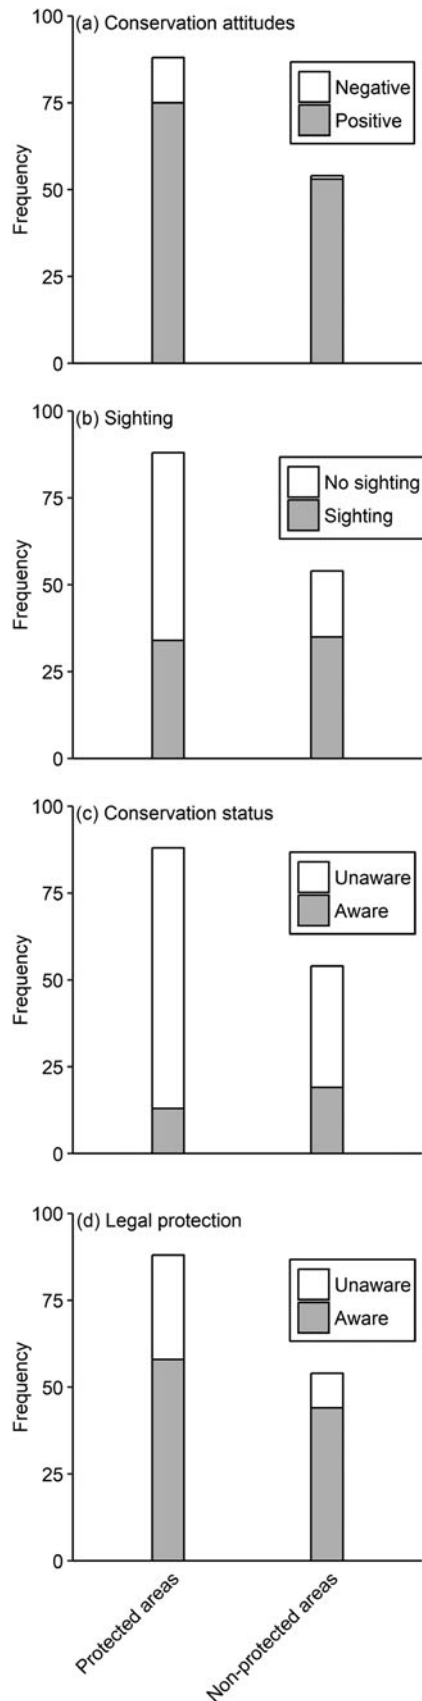 (a) Conservation attitudes
Frequency
100
75
50
25
0
Negative
Positive
(b) Sighting
Frequency
100
75
50
25
0
No sighting
Sighting
(c) Conservation status
Frequency
100
75
50
25
0
Unaware
Aware
(d) Legal protection
Frequency
100
75
50
25
0
Unaware
Aware
Protected areas
Non-protected areas